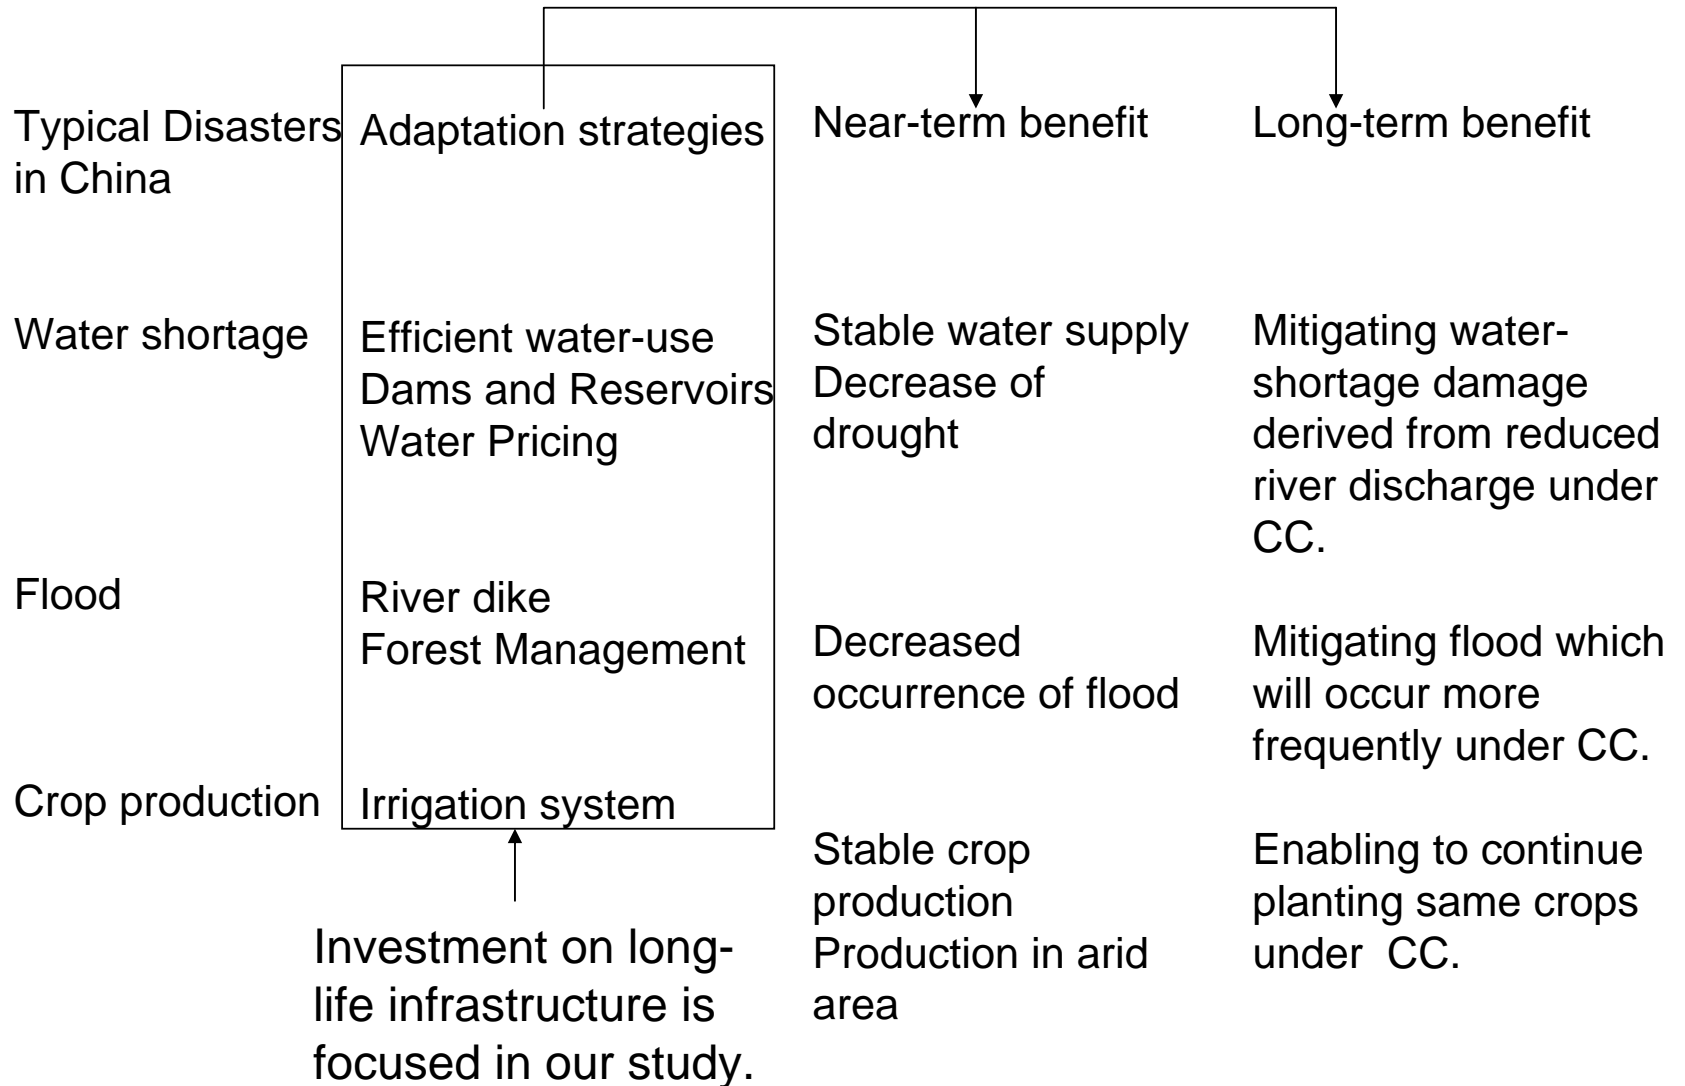 Typical Disasters
in China
Adaptation strategies
Near-term benefit
Long-term benefit
Water shortage
Efficient water-use
Dams and Reservoirs
Water Pricing
Stable water supply
Decrease of
drought
Mitigating water-
shortage damage
derived from reduced
river discharge under
CC.
Flood
River dike
Forest Management
Decreased
occurrence of flood
Mitigating flood which
will occur more
frequently under CC.
Crop production
Irrigation system
Stable crop
production
Production in arid
area
Enabling to continue
planting same crops
under CC.
Investment on long-
life infrastructure is
focused in our study.